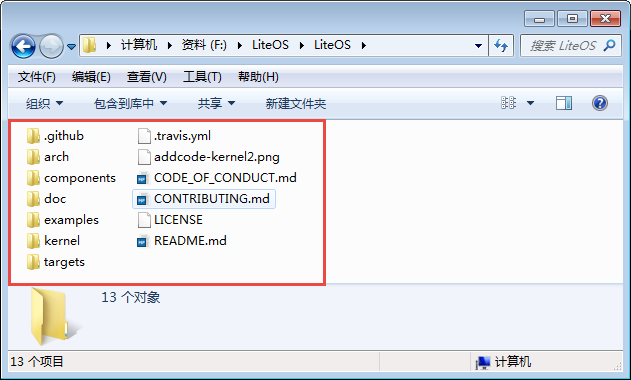 计算机 资料 (F:) LiteOS LiteOS 搜索 LiteOS
文件(F) 编辑(E) 查看(V) 工具(T) 帮助(H)
组织 包含到库中 共享 新建文件夹
.github
arch
components
doc
examples
kernel
targets
.travis.yml
addcode-kernel2.png
CODE_OF_CONDUCT.md
CONTRIBUTING.md
LICENSE
README.md
13 个对象
13 个项目 计算机